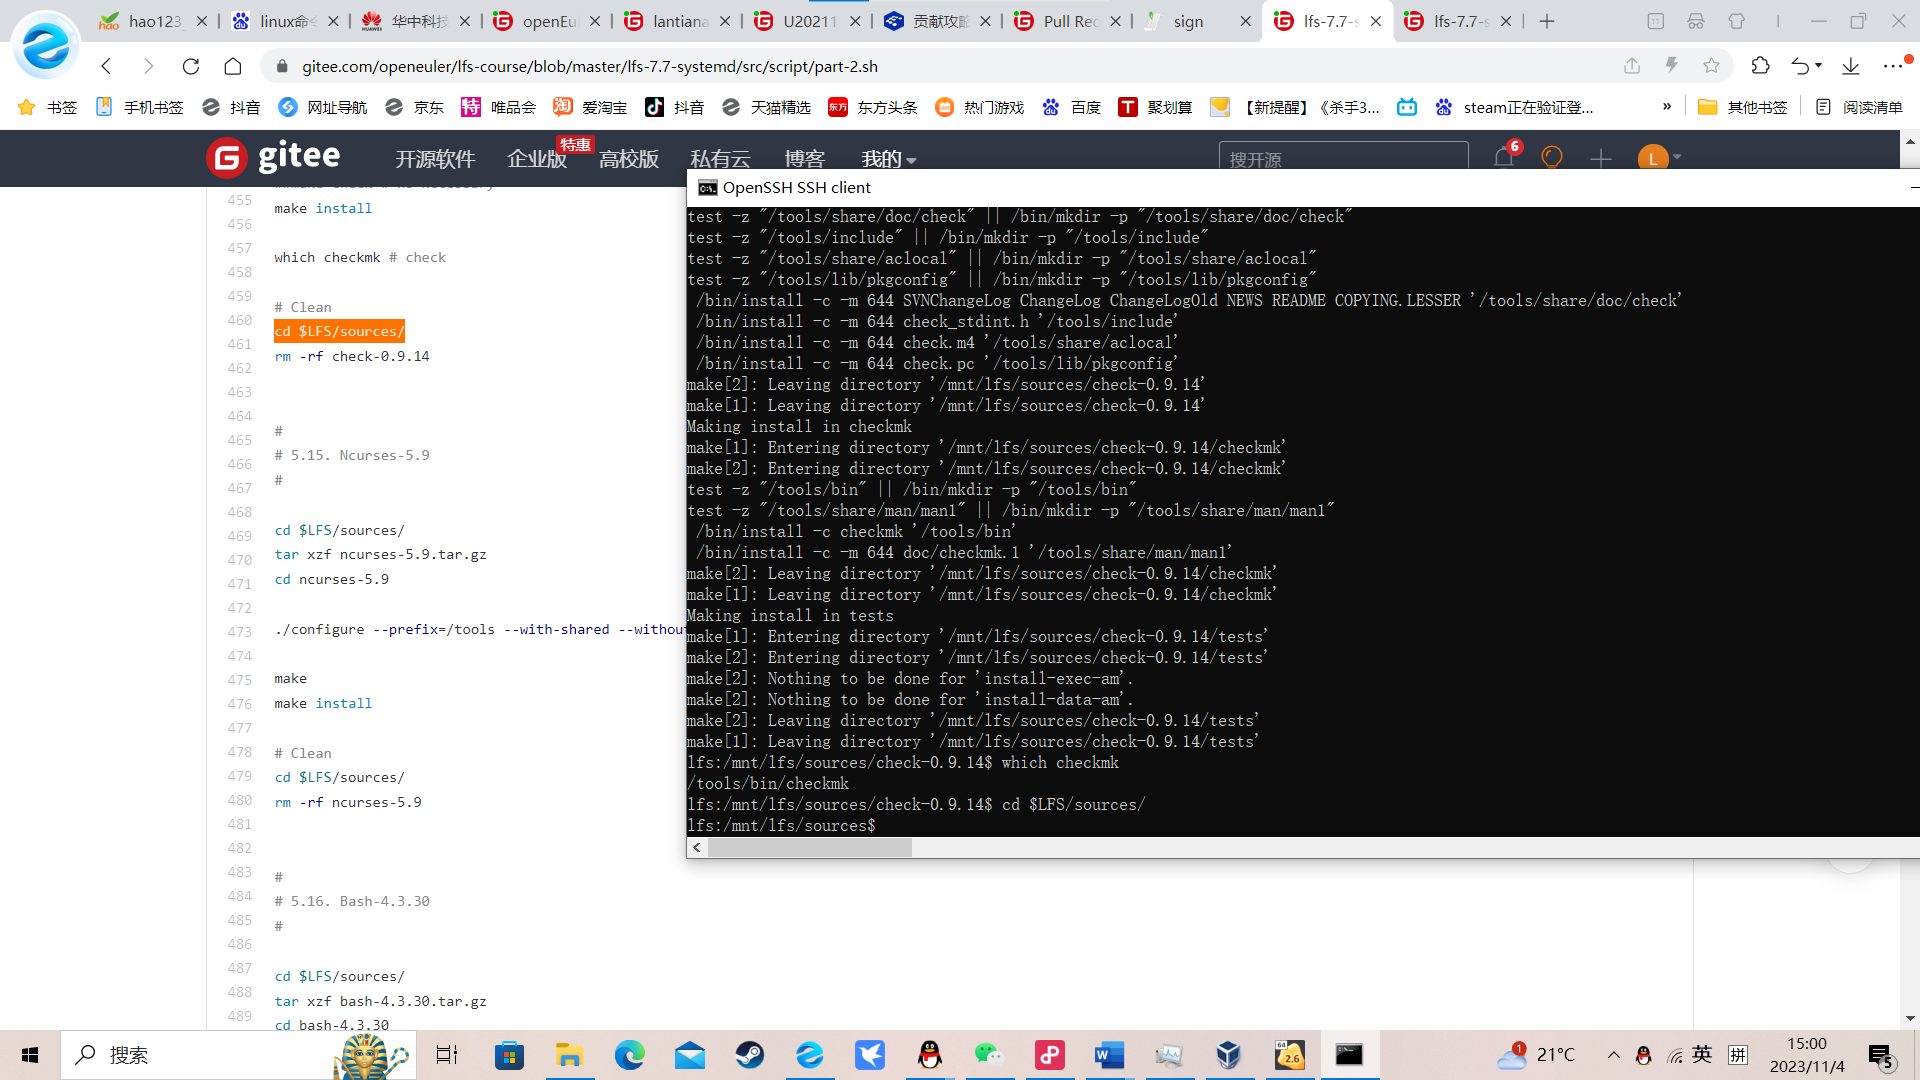 hao123_
linux命令
华中科技
openEul
lantiana
U20211
贡献攻略
Pull Rec
sign
lfs-7.7-s
lfs-7.7-s
gitee.com/openeuler/lfs-course/blob/master/lfs-7.7-systemd/src/script/part-2.sh
书签 手机书签 抖音 网址导航 京东 唯品会 爱淘宝 抖音 天猫精选 东方头条 热门游戏 百度 聚划算 【新提醒】《杀手3... steam正在验证登... » 其他书签 阅读清单
gitee 开源软件 企业版 特惠 高校版 私有云 博客 我的 搜开源 6 L
455
456 make install
457
458 which checkmk # check
459
460 # Clean
461 cd $LFS/sources/
462 rm -rf check-0.9.14
463
464
465 #
466 # 5.15. Ncurses-5.9
467 #
468
469 cd $LFS/sources/
470 tar xzf ncurses-5.9.tar.gz
471 cd ncurses-5.9
472
473 ./configure --prefix=/tools --with-shared --withou
474
475 make
476 make install
477
478 # Clean
479 cd $LFS/sources/
480 rm -rf ncurses-5.9
481
482
483 #
484 # 5.16. Bash-4.3.30
485 #
486
487 cd $LFS/sources/
488 tar xzf bash-4.3.30.tar.gz
489 cd bash-4.3.30
OpenSSH SSH client
test -z "/tools/share/doc/check" || /bin/mkdir -p "/tools/share/doc/check"
test -z "/tools/include" || /bin/mkdir -p "/tools/include"
test -z "/tools/share/aclocal" || /bin/mkdir -p "/tools/share/aclocal"
test -z "/tools/lib/pkgconfig" || /bin/mkdir -p "/tools/lib/pkgconfig"
/bin/install -c -m 644 SVNChangeLog ChangeLog ChangeLogOld NEWS README COPYING.LESSER '/tools/share/doc/check'
/bin/install -c -m 644 check_stdint.h '/tools/include'
/bin/install -c -m 644 check.m4 '/tools/share/aclocal'
/bin/install -c -m 644 check.pc '/tools/lib/pkgconfig'
make[2]: Leaving directory '/mnt/lfs/sources/check-0.9.14'
make[1]: Leaving directory '/mnt/lfs/sources/check-0.9.14'
Making install in checkmk
make[1]: Entering directory '/mnt/lfs/sources/check-0.9.14/checkmk'
make[2]: Entering directory '/mnt/lfs/sources/check-0.9.14/checkmk'
test -z "/tools/bin" || /bin/mkdir -p "/tools/bin"
test -z "/tools/share/man/man1" || /bin/mkdir -p "/tools/share/man/man1"
/bin/install -c checkmk '/tools/bin'
/bin/install -c -m 644 doc/checkmk.1 '/tools/share/man/man1'
make[2]: Leaving directory '/mnt/lfs/sources/check-0.9.14/checkmk'
make[1]: Leaving directory '/mnt/lfs/sources/check-0.9.14/checkmk'
Making install in tests
make[1]: Entering directory '/mnt/lfs/sources/check-0.9.14/tests'
make[2]: Entering directory '/mnt/lfs/sources/check-0.9.14/tests'
make[2]: Nothing to be done for 'install-exec-am'.
make[2]: Nothing to be done for 'install-data-am'.
make[2]: Leaving directory '/mnt/lfs/sources/check-0.9.14/tests'
make[1]: Leaving directory '/mnt/lfs/sources/check-0.9.14/tests'
lfs:/mnt/lfs/sources/check-0.9.14$ which checkmk
/tools/bin/checkmk
lfs:/mnt/lfs/sources/check-0.9.14$ cd $LFS/sources/
lfs:/mnt/lfs/sources$
搜索
64
2.6
1
21°C
英
拼
15:00
2023/11/4
5